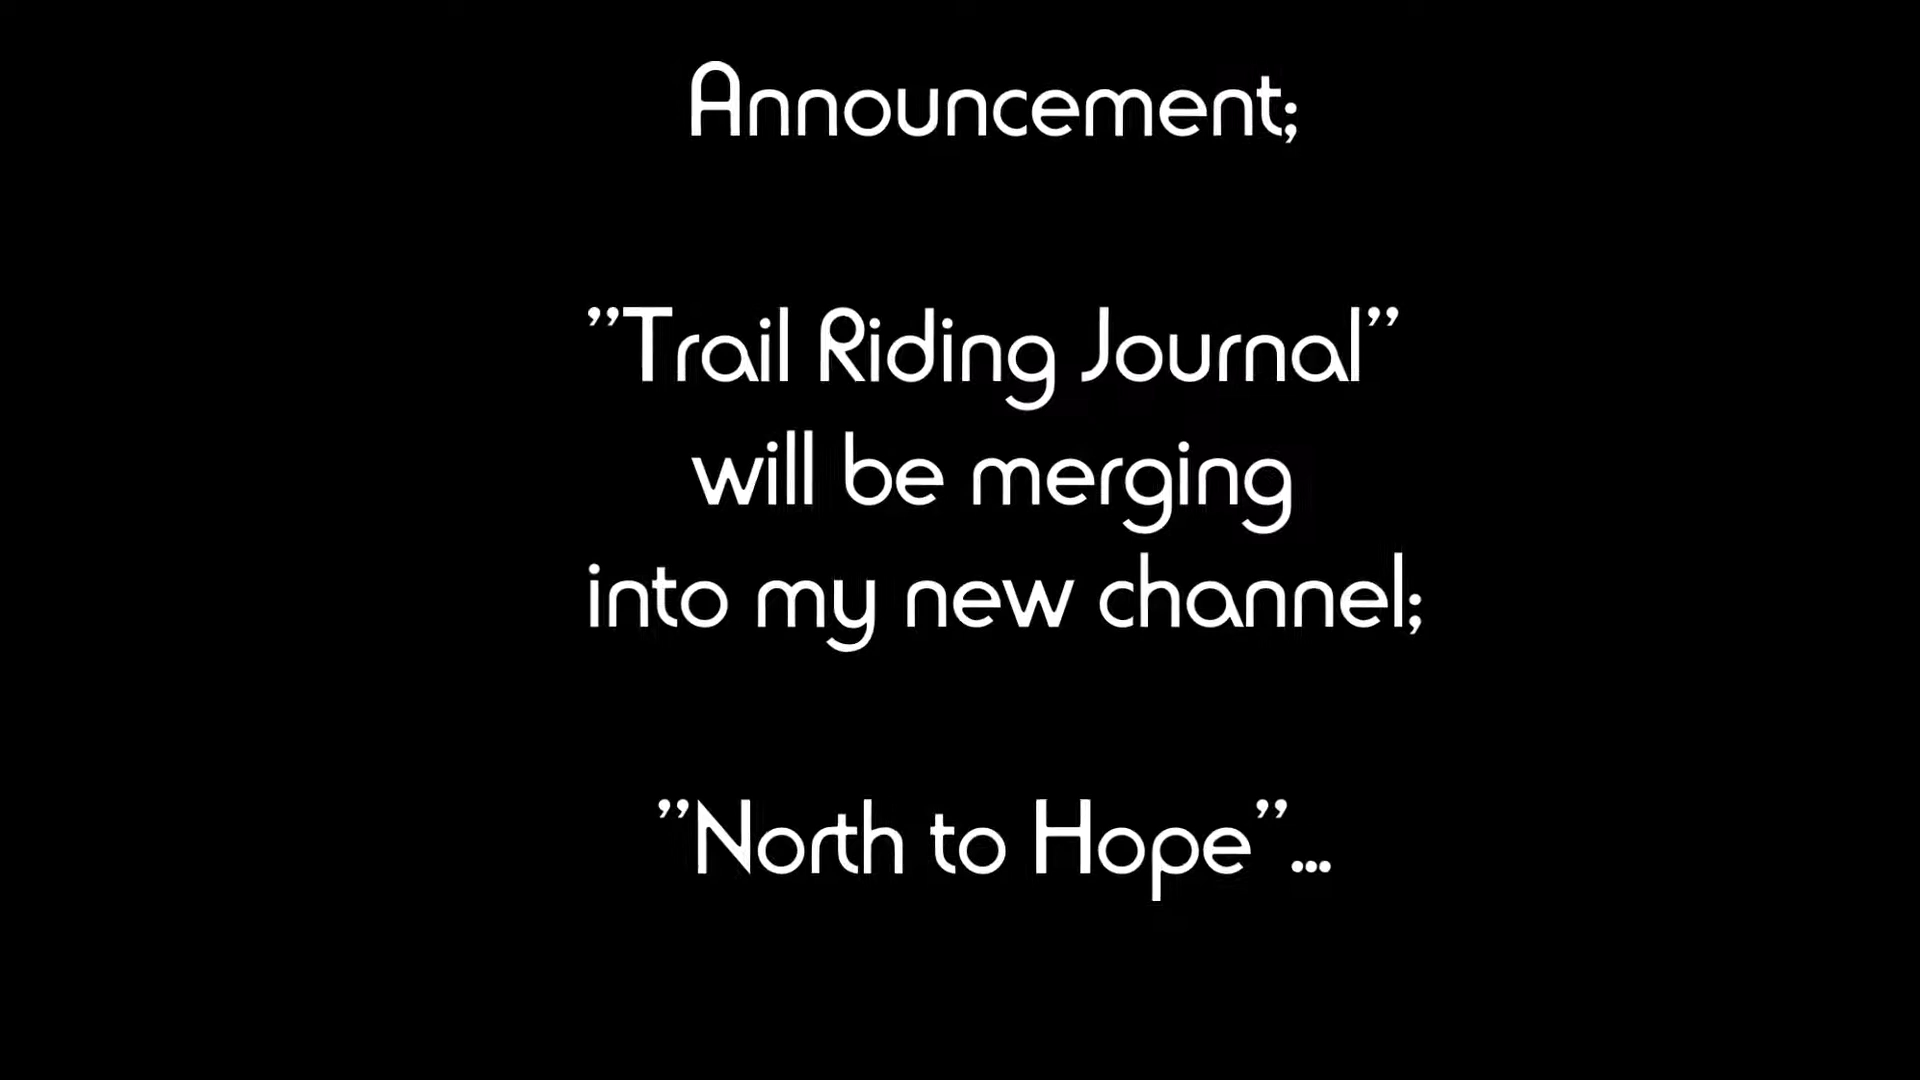 Announcement;
"Trail Riding Journal"
will be merging
into my new channel;
"North to Hope"...